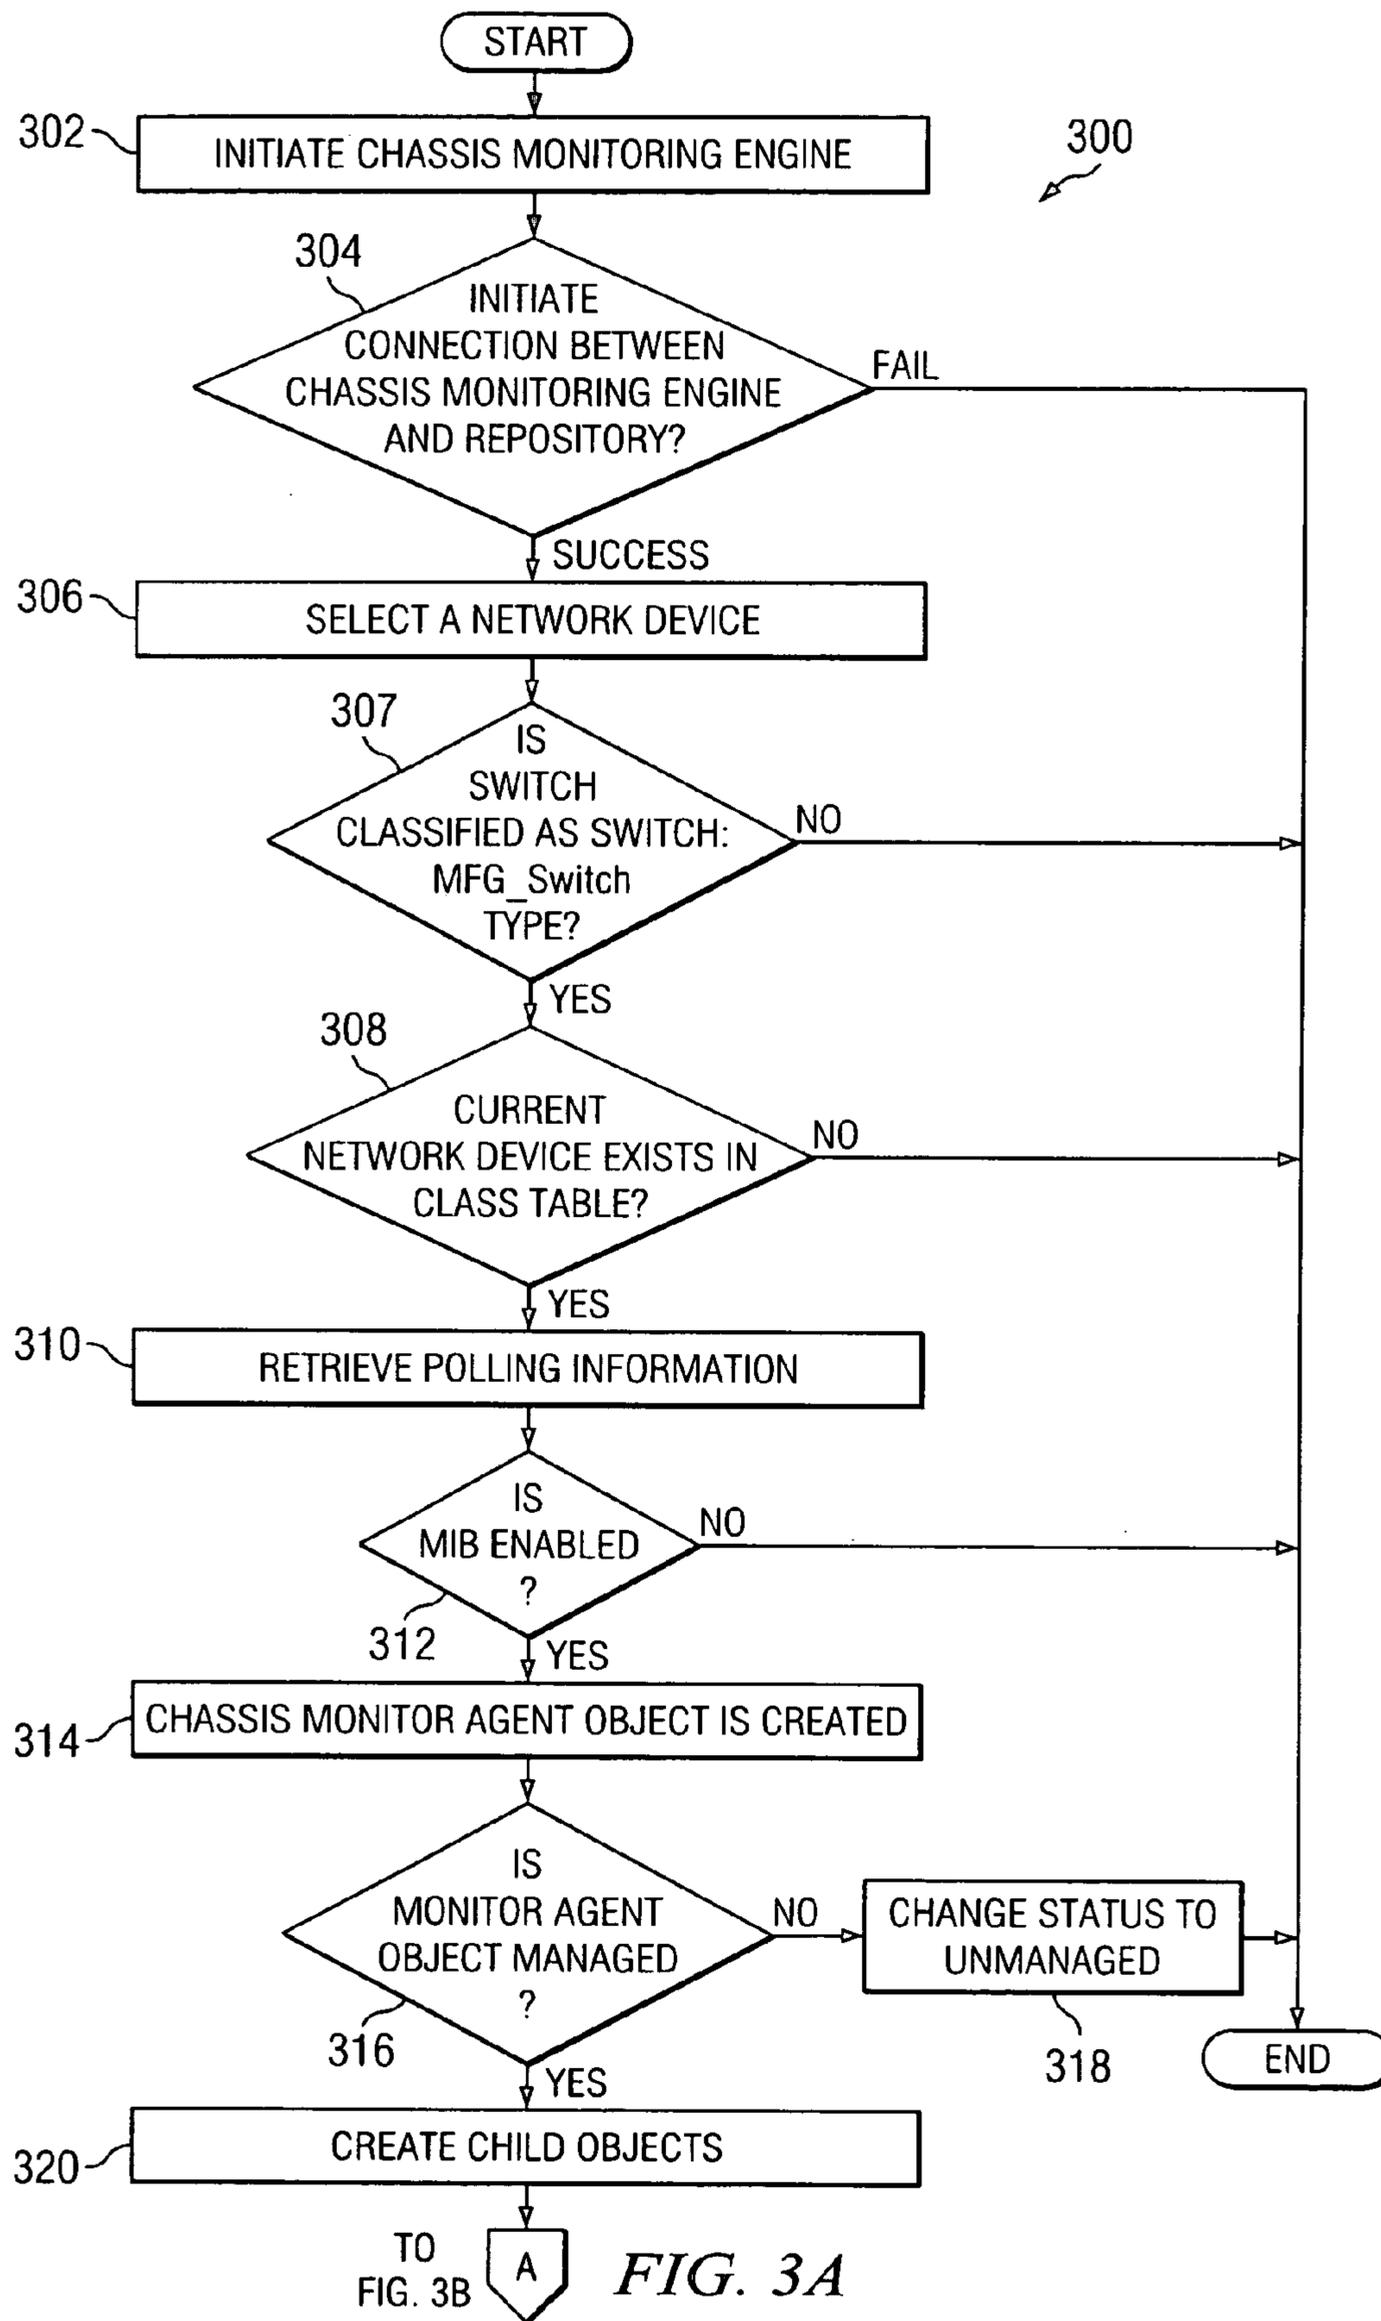 START
302
INITIATE CHASSIS MONITORING ENGINE
300
304
INITIATE
CONNECTION BETWEEN
CHASSIS MONITORING ENGINE
AND REPOSITORY?
FAIL
SUCCESS
306
SELECT A NETWORK DEVICE
307
IS
SWITCH
CLASSIFIED AS SWITCH:
MFG_Switch
TYPE?
NO
YES
308
CURRENT
NETWORK DEVICE EXISTS IN
CLASS TABLE?
NO
YES
310
RETRIEVE POLLING INFORMATION
IS
MIB ENABLED
?
NO
312
YES
314
CHASSIS MONITOR AGENT OBJECT IS CREATED
IS
MONITOR AGENT
OBJECT MANAGED
?
NO
CHANGE STATUS TO
UNMANAGED
316
318
END
YES
320
CREATE CHILD OBJECTS
TO
FIG. 3B
A
FIG. 3A